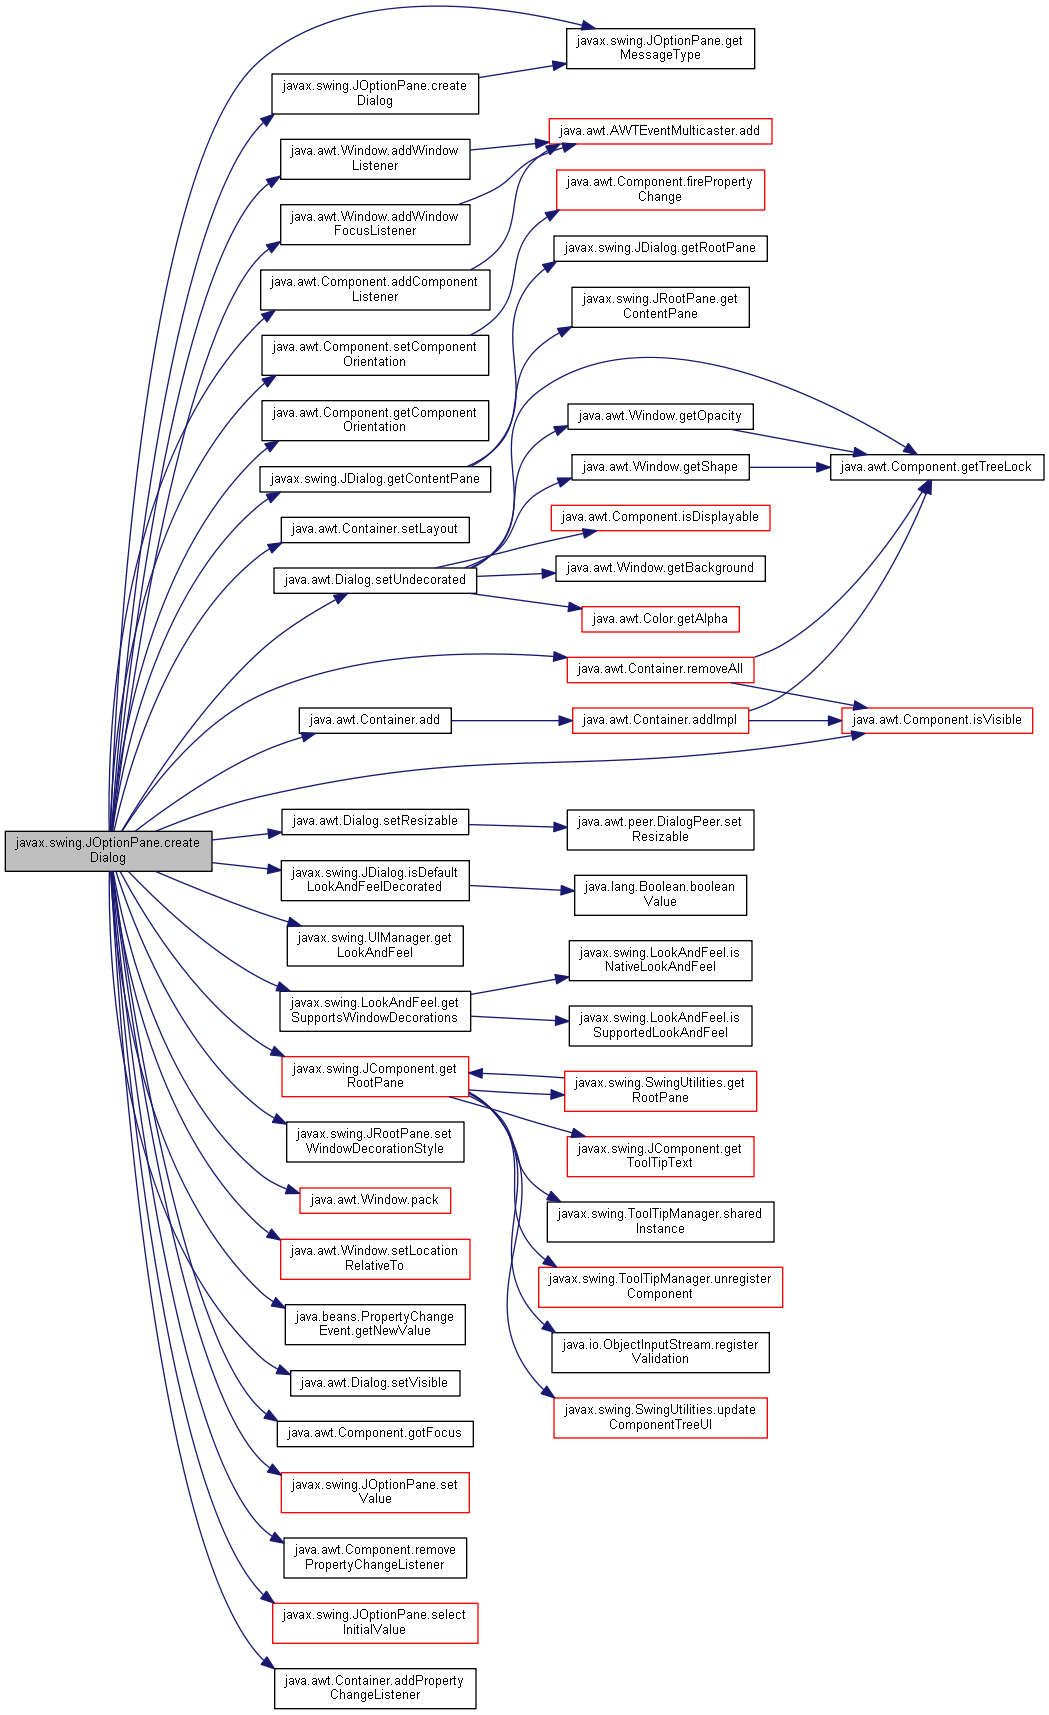 javax.swing.JOptionPane.create
Dialog
javax.swing.JOptionPane.get
MessageType
javax.swing.JOptionPane.create
Dialog
java.awt.Window.addWindow
Listener
java.awt.AWTEventMulticaster.add
java.awt.Window.addWindow
FocusListener
java.awt.Component.addComponent
Listener
java.awt.Component.setComponent
Orientation
java.awt.Component.fireProperty
Change
java.awt.Component.getComponent
Orientation
javax.swing.JDialog.getContentPane
javax.swing.JDialog.getRootPane
javax.swing.JRootPane.get
ContentPane
java.awt.Container.setLayout
java.awt.Dialog.setUndecorated
java.awt.Window.getOpacity
java.awt.Window.getShape
java.awt.Component.getTreeLock
java.awt.Component.isDisplayable
java.awt.Window.getBackground
java.awt.Color.getAlpha
java.awt.Container.removeAll
java.awt.Container.add
java.awt.Container.addImpl
java.awt.Component.isVisible
java.awt.Dialog.setResizable
java.awt.peer.DialogPeer.set
Resizable
javax.swing.JDialog.isDefault
LookAndFeelDecorated
java.lang.Boolean.boolean
Value
javax.swing.UIManager.get
LookAndFeel
javax.swing.LookAndFeel.get
SupportsWindowDecorations
javax.swing.LookAndFeel.is
NativeLookAndFeel
javax.swing.LookAndFeel.is
SupportedLookAndFeel
javax.swing.JComponent.get
RootPane
javax.swing.SwingUtilities.get
RootPane
javax.swing.JComponent.get
ToolTipText
javax.swing.ToolTipManager.shared
Instance
javax.swing.ToolTipManager.unregister
Component
java.io.ObjectInputStream.register
Validation
javax.swing.SwingUtilities.update
ComponentTreeUI
javax.swing.JRootPane.set
WindowDecorationStyle
java.awt.Window.pack
java.awt.Window.setLocation
RelativeTo
java.beans.PropertyChange
Event.getNewValue
java.awt.Dialog.setVisible
java.awt.Component.gotFocus
javax.swing.JOptionPane.set
Value
java.awt.Component.remove
PropertyChangeListener
javax.swing.JOptionPane.select
InitialValue
java.awt.Container.addProperty
ChangeListener